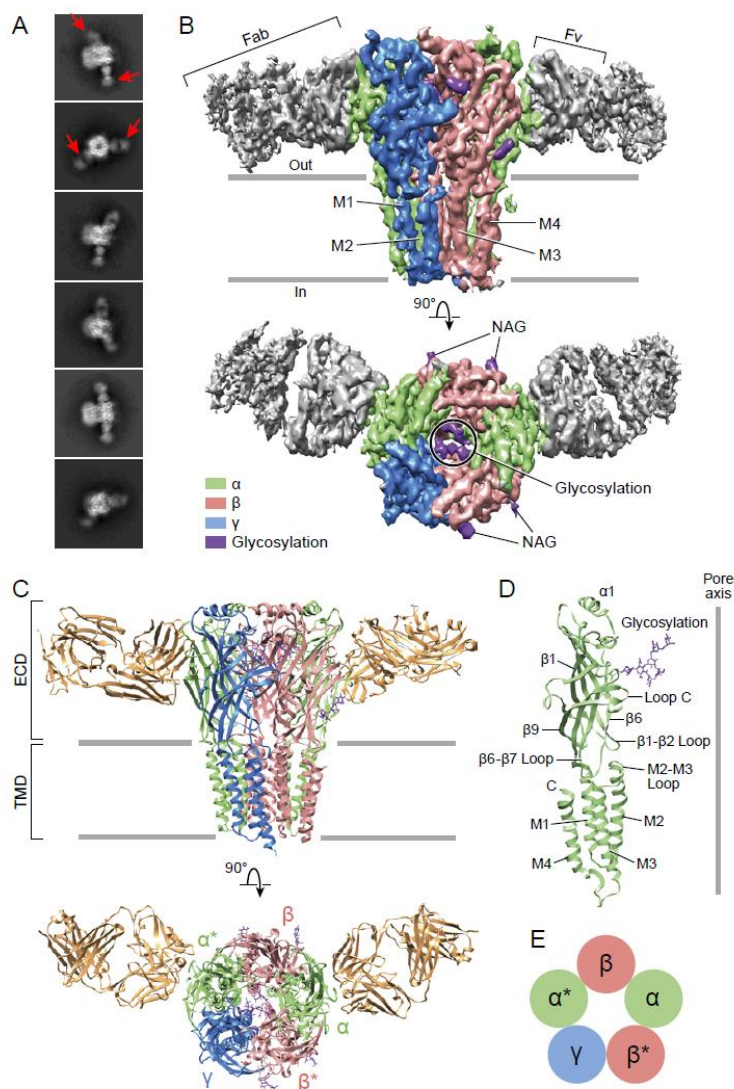 A
B
Fab
Fv
Out
M1
M2
M4
M3
In
90°
NAG
Glycosylation
NAG
α
β
γ
Glycosylation
C
ECD
TMD
90°
α*
β
α
γ
β*
D
α1
Pore
axis
Glycosylation
β1
Loop C
β6
β9
β1-β2 Loop
β6-β7 Loop
M2-M3
Loop
C
M1
M2
M4
M3
E
β
α*
α
γ
β*